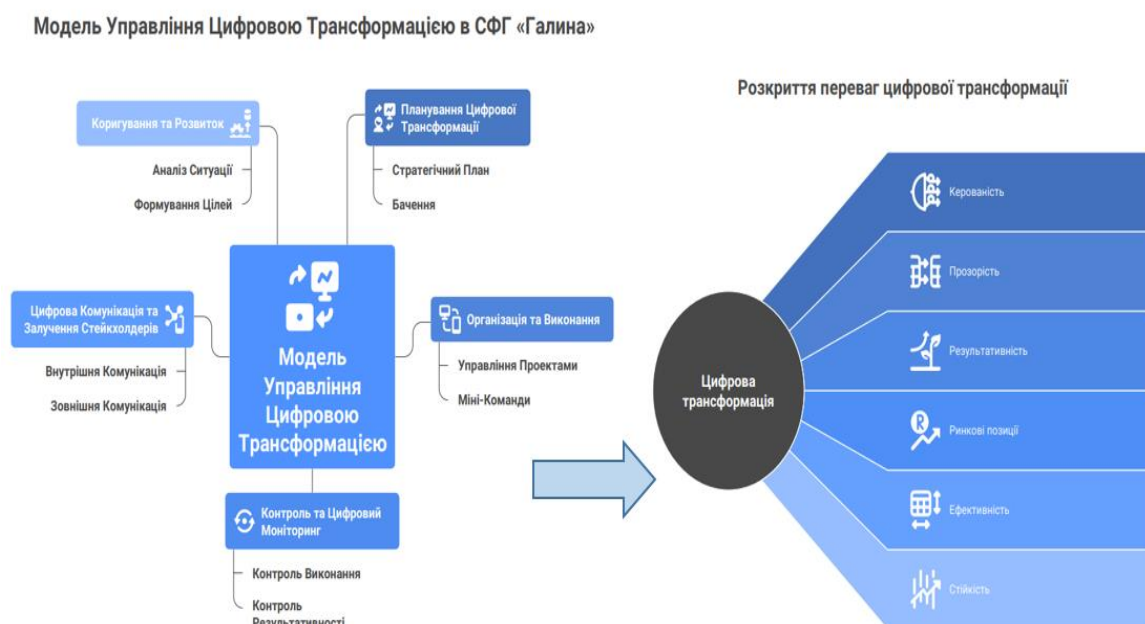 Модель Управління Цифровою Трансформацією в СФГ «Галина»
Коригування та Розвиток
Аналіз Ситуації
Формування Цілей
Планування Цифрової
Трансформації
Стратегічний План
Бачення
Цифрова Комунікація та
Залучення Стейкхолдерів
Внутрішня Комунікація
Зовнішня Комунікація
Модель
Управління
Цифровою
Трансформацією
Організація та Виконання
Управління Проектами
Міні-Команди
Контроль та Цифровий
Моніторинг
Контроль Виконання
Контроль
Результативності
Розкриття переваг цифрової трансформації
Цифрова
трансформація
Керованість
Прозорість
Результативність
Ринкові позиції
Ефективність
Стійкість